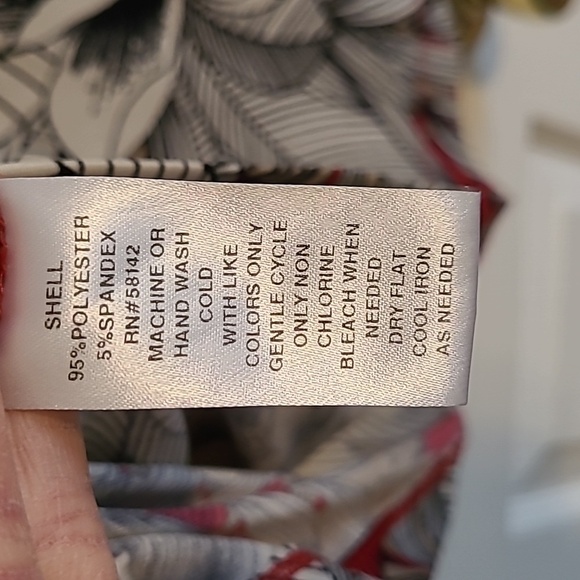 SHELL
95%POLYESTER
5%SPANDEX
RN#58142
MACHINE OR
HAND WASH
COLD
WITH LIKE
COLORS ONLY
GENTLE CYCLE
ONLY NON
CHLORINE
BLEACH WHEN
NEEDED
DRY FLAT
COOL IRON
AS NEEDED